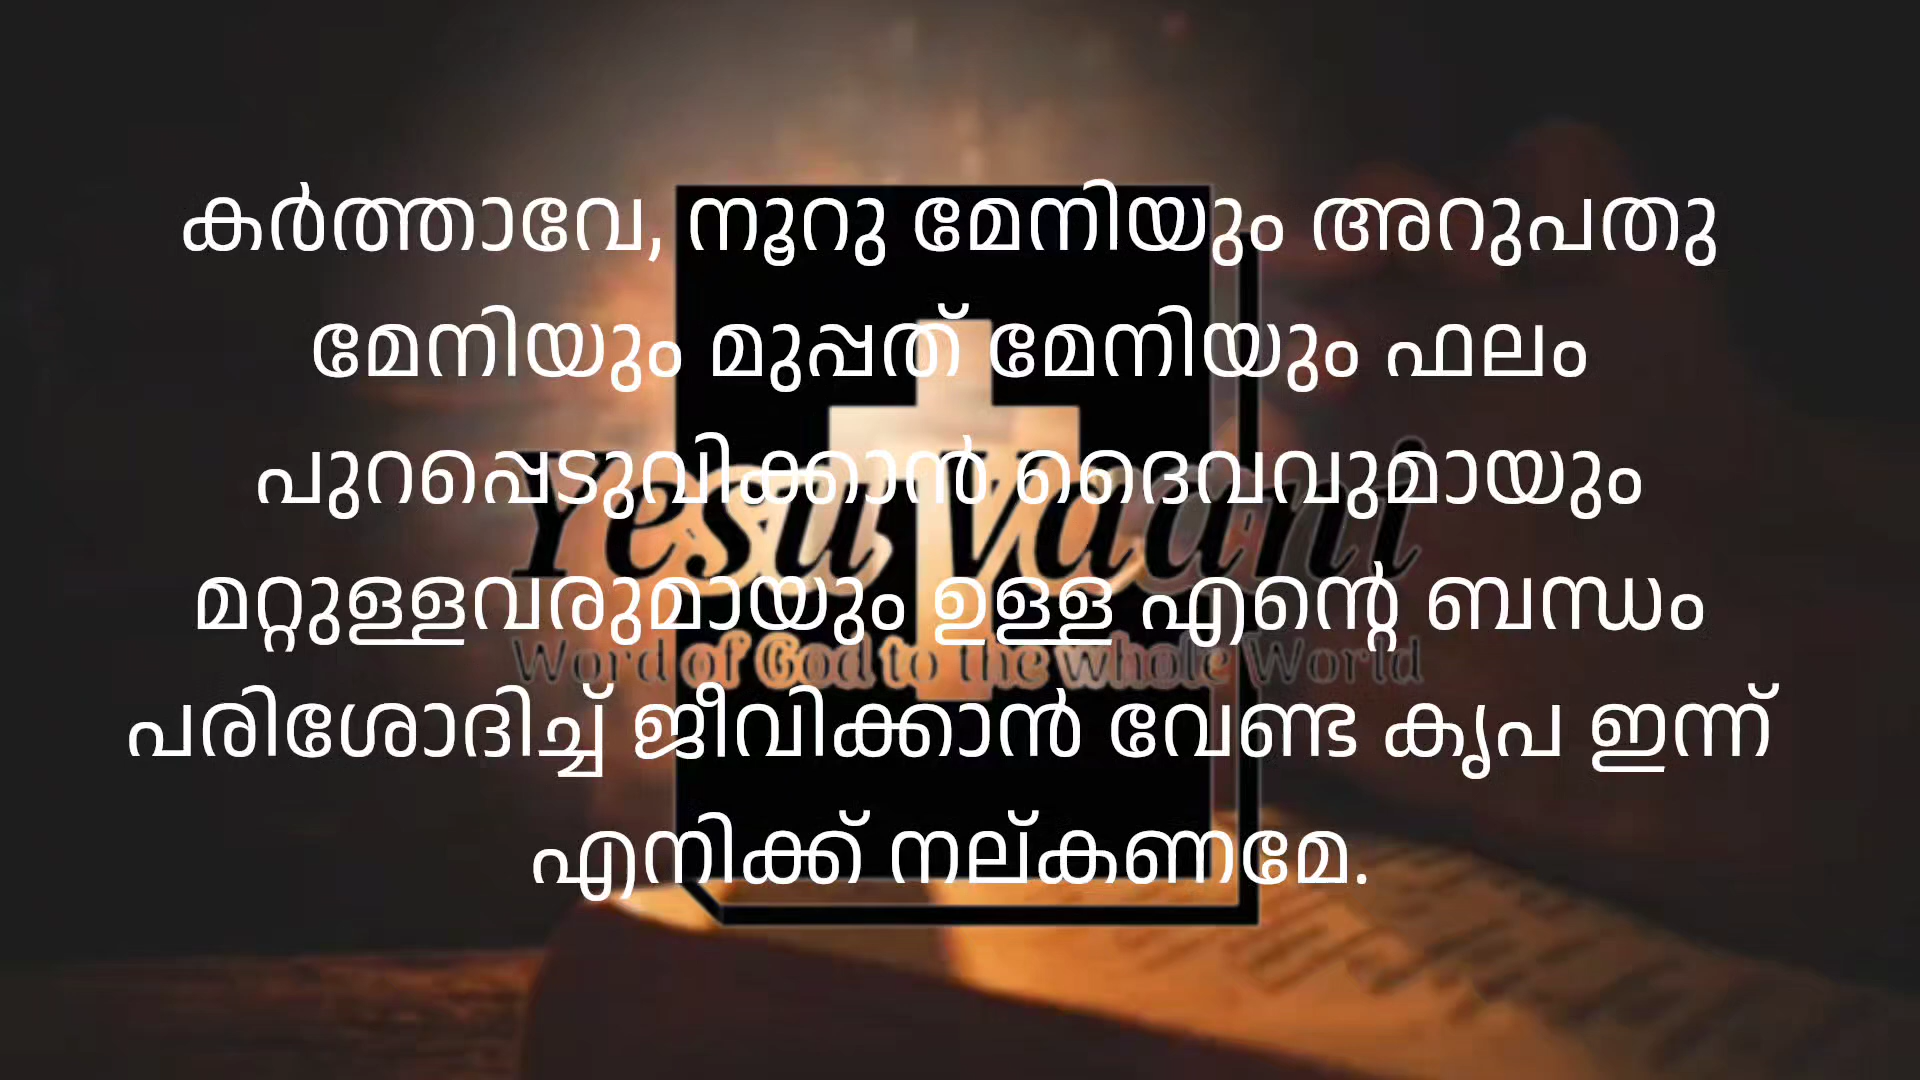 കർത്താവേ, നൂറു മേനിയും അറുപതു
മേനിയും മുപ്പത് മേനിയും ഫലം
പുറപ്പെടുവിക്കാൻ ദൈവവുമായും
മറ്റുള്ളവരുമായും ഉള്ള എന്റെ ബന്ധം
പരിശോദിച്ച് ജീവിക്കാൻ വേണ്ട കൃപ ഇന്ന്
എനിക്ക് നല്കണമേ.
Yesu Vaani
Word of God to the whole World